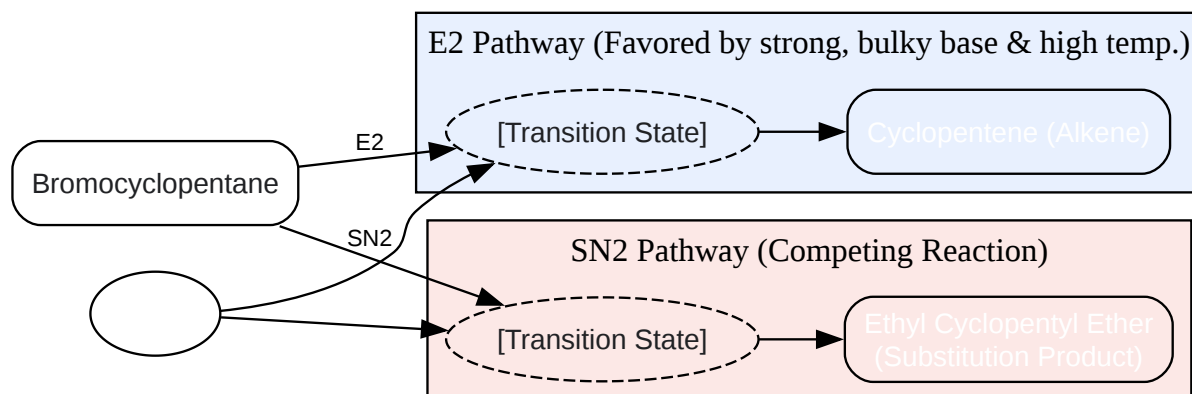 E2 Pathway (Favored by strong, bulky base & high temp.)
E2
[Transition State]
Cyclopentene (Alkene)
Bromocyclopentane
SN2
SN2 Pathway (Competing Reaction)
[Transition State]
Ethyl Cyclopentyl Ether
(Substitution Product)